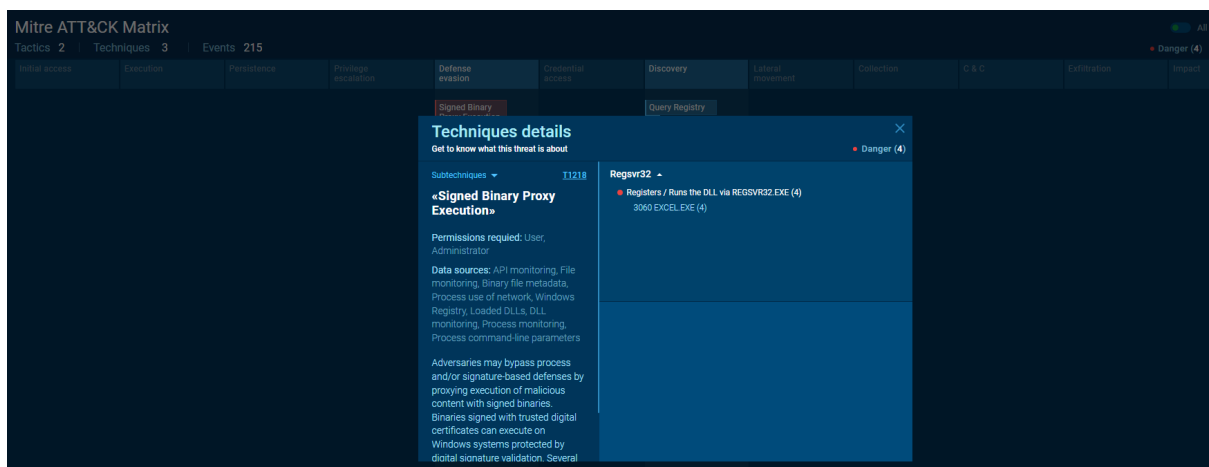 Mitre ATT&CK Matrix
All
Tactics 2 | Techniques 3 | Events 215
Danger (4)
Initial access
Execution
Persistence
Privilege
escalation
Defense
evasion
Credential
access
Discovery
Lateral
movement
Collection
C & C
Exfiltration
Impact
Signed Binary
Proxy Execution
Query Registry
Techniques details
Get to know what this threat is about
Danger (4)
Subtechniques
T1218
«Signed Binary Proxy
Execution»
Permissions requied: User,
Administrator
Data sources: API monitoring, File
monitoring, Binary file metadata,
Process use of network, Windows
Registry, Loaded DLLs, DLL
monitoring, Process monitoring,
Process command-line parameters
Adversaries may bypass process
and/or signature-based defenses by
proxying execution of malicious
content with signed binaries.
Binaries signed with trusted digital
certificates can execute on
Windows systems protected by
digital signature validation. Several
Regsvr32
Registers / Runs the DLL via REGSVR32.EXE (4)
3060 EXCEL.EXE (4)